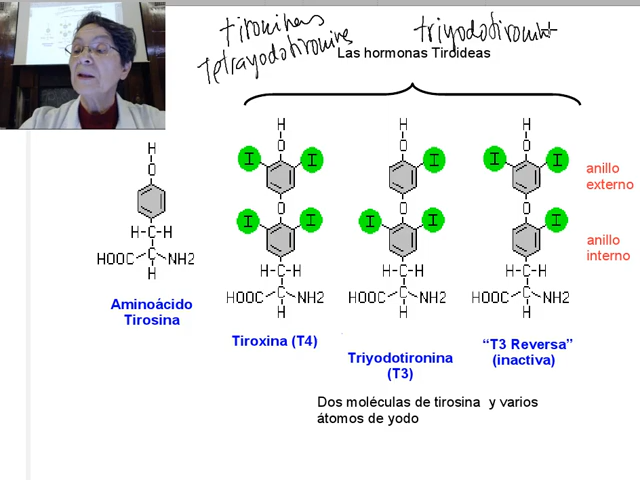 tironinas
Tetrayodotironinas
triyodotironina
Las hormonas Tiroideas
H
O
H-C-H
HOOC-C-NH2
H
Aminoácido
Tirosina
H
O
I I
O
I I
H-C-H
HOOC-C-NH2
H
Tiroxina (T4)
H
O
I
O
I I
H-C-H
HOOC-C-NH2
H
Triyodotironina
(T3)
H
O
I I
O
I
H-C-H
HOOC-C-NH2
H
“T3 Reversa”
(inactiva)
anillo
externo
anillo
interno
Dos moléculas de tirosina y varios
átomos de yodo